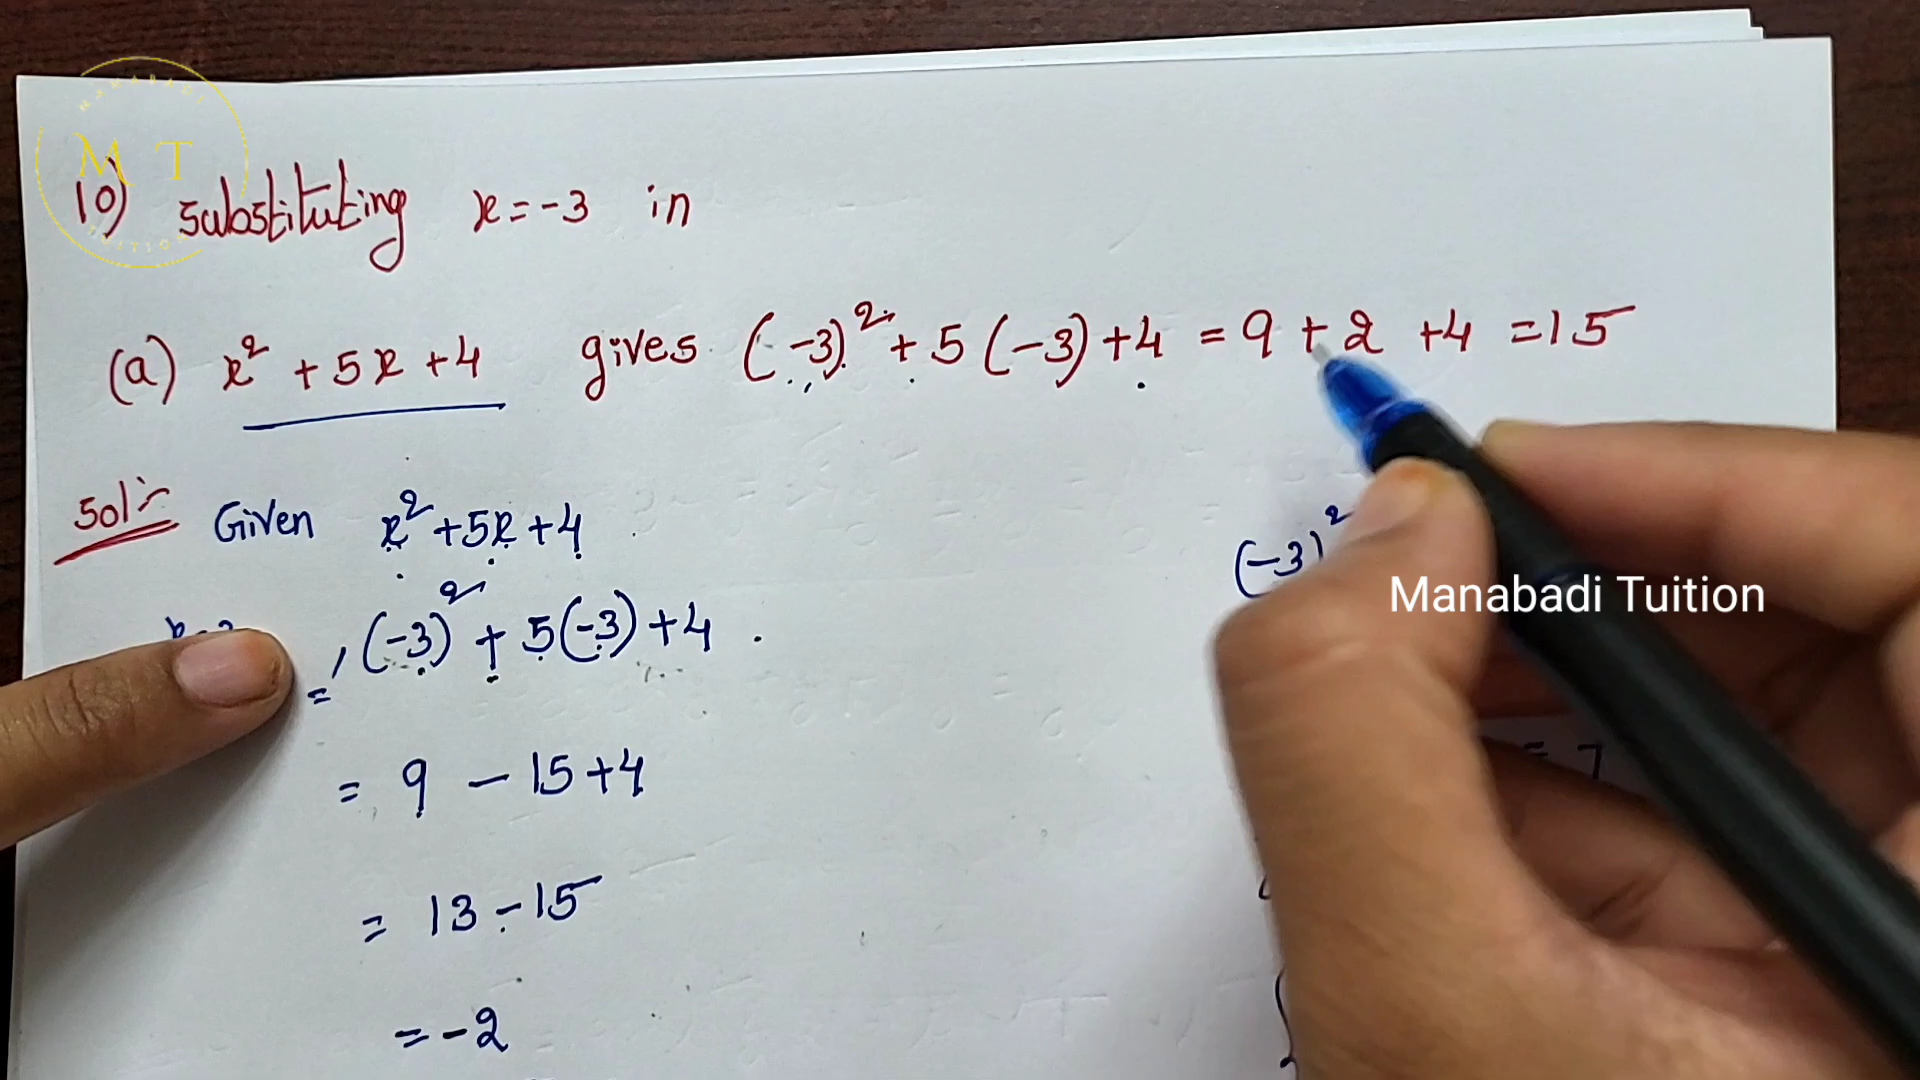 M T
10) Substituting x=-3 in
(a) x² + 5x + 4 gives (-3)² + 5(-3) + 4 = 9 + 2 + 4 = 15
Sol:- Given x² + 5x + 4
(-3)²
Manabadi Tuition
= (-3)² + 5(-3) + 4
= 7
= 9 - 15 + 4
= 13 - 15
= -2